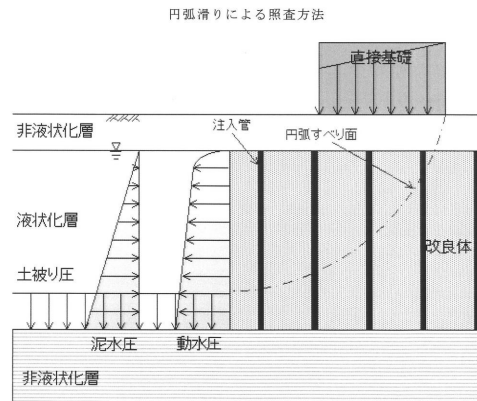 円弧滑りによる照査方法
直接基礎
非液状化層
注入管
円弧すべり面
液状化層
改良体
土被り圧
泥水圧
動水圧
非液状化層